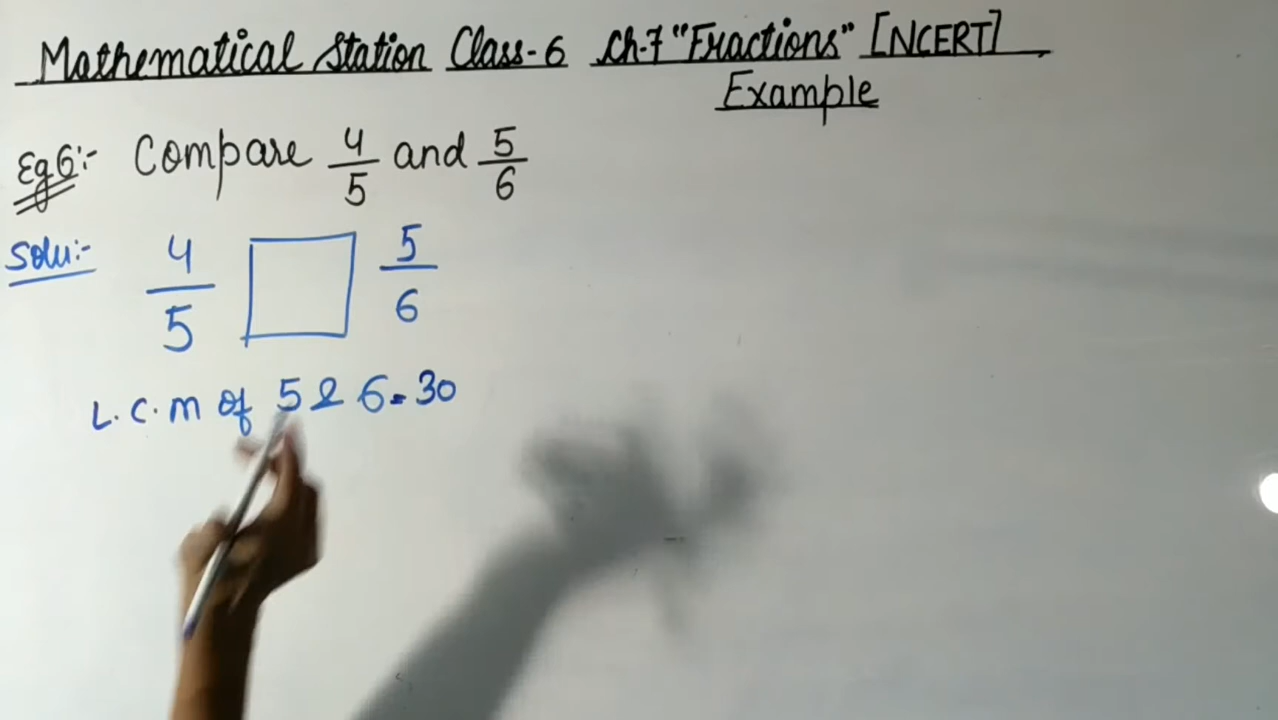 Mathematical Station Class-6 Ch-7 "Fractions" [NCERT]
Example
Eg 6:- Compare 4/5 and 5/6
Solu:- 4/5 □ 5/6
L.C.m of 5 & 6 = 30